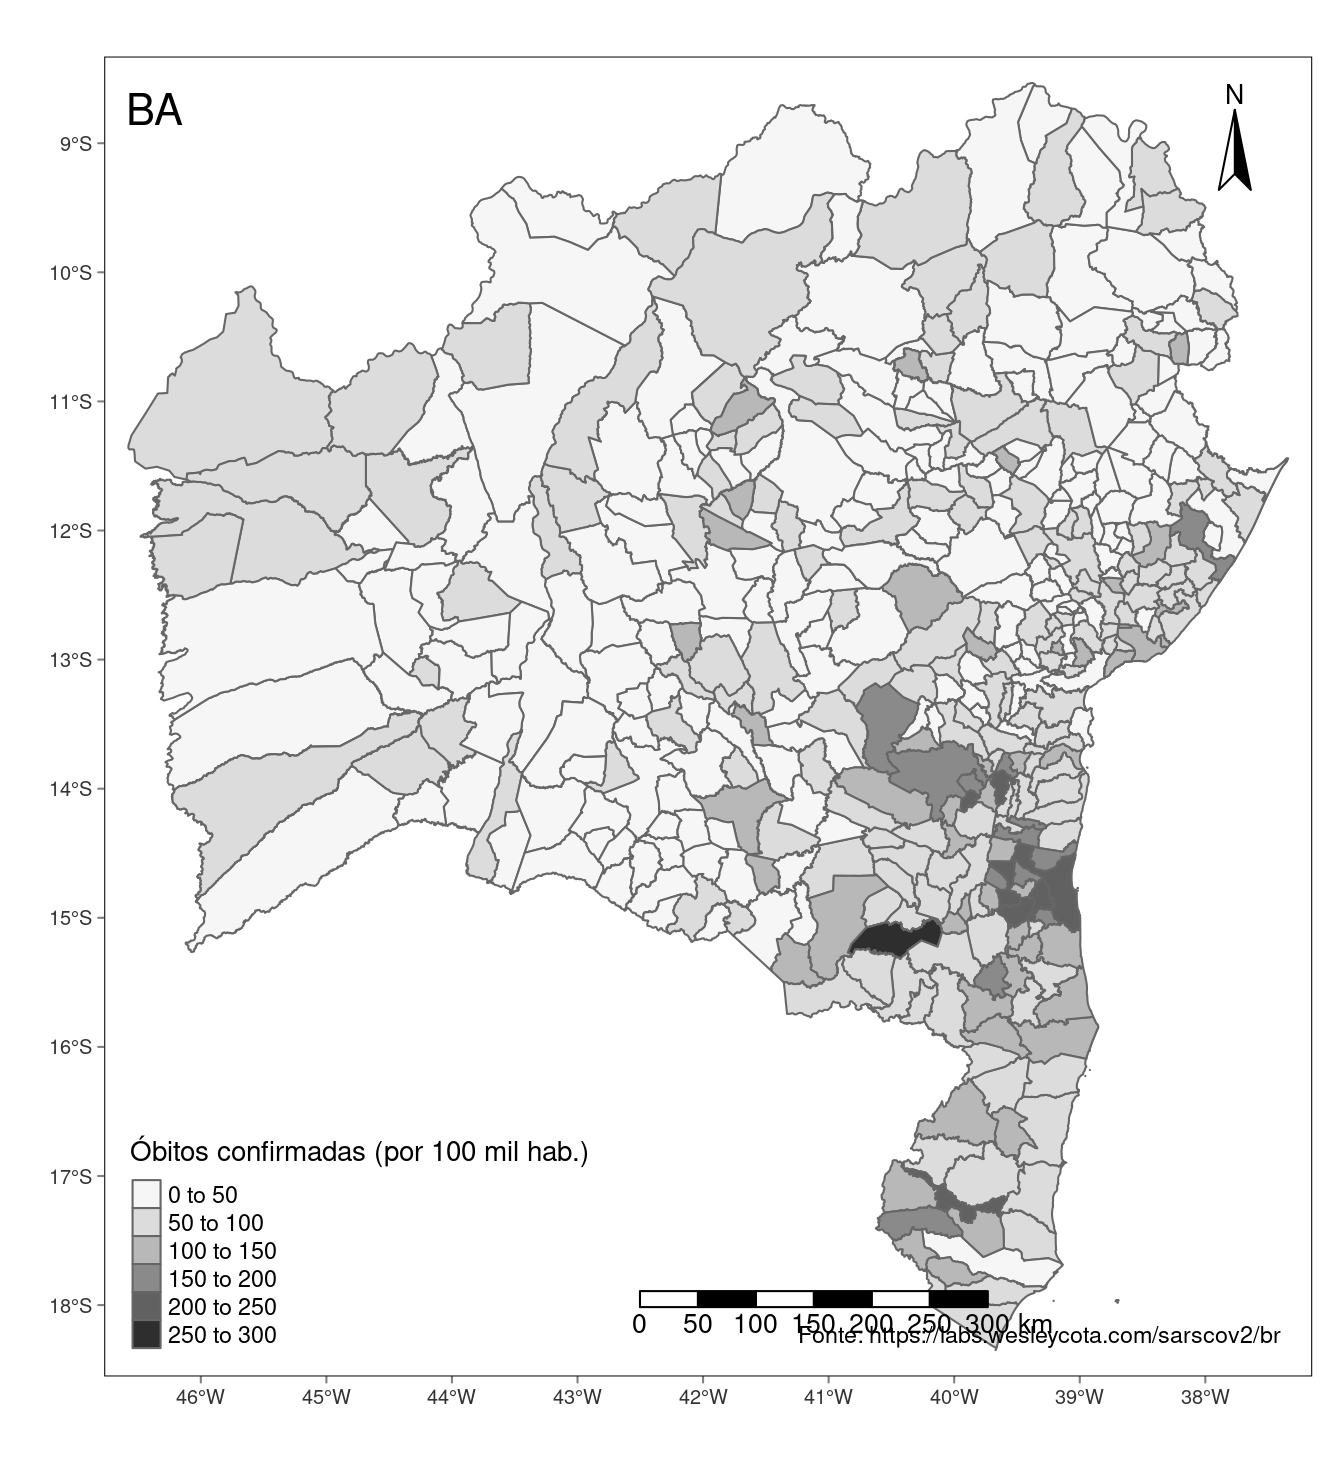 BA
N
9°S
10°S
11°S
12°S
13°S
14°S
15°S
16°S
17°S
18°S
Óbitos confirmadas (por 100 mil hab.)
0 to 50
50 to 100
100 to 150
150 to 200
200 to 250
250 to 300
0 50 100 150 200 250 300 km
Fonte: https://labs.wesleycota.com/sarscov2/br
46°W 45°W 44°W 43°W 42°W 41°W 40°W 39°W 38°W